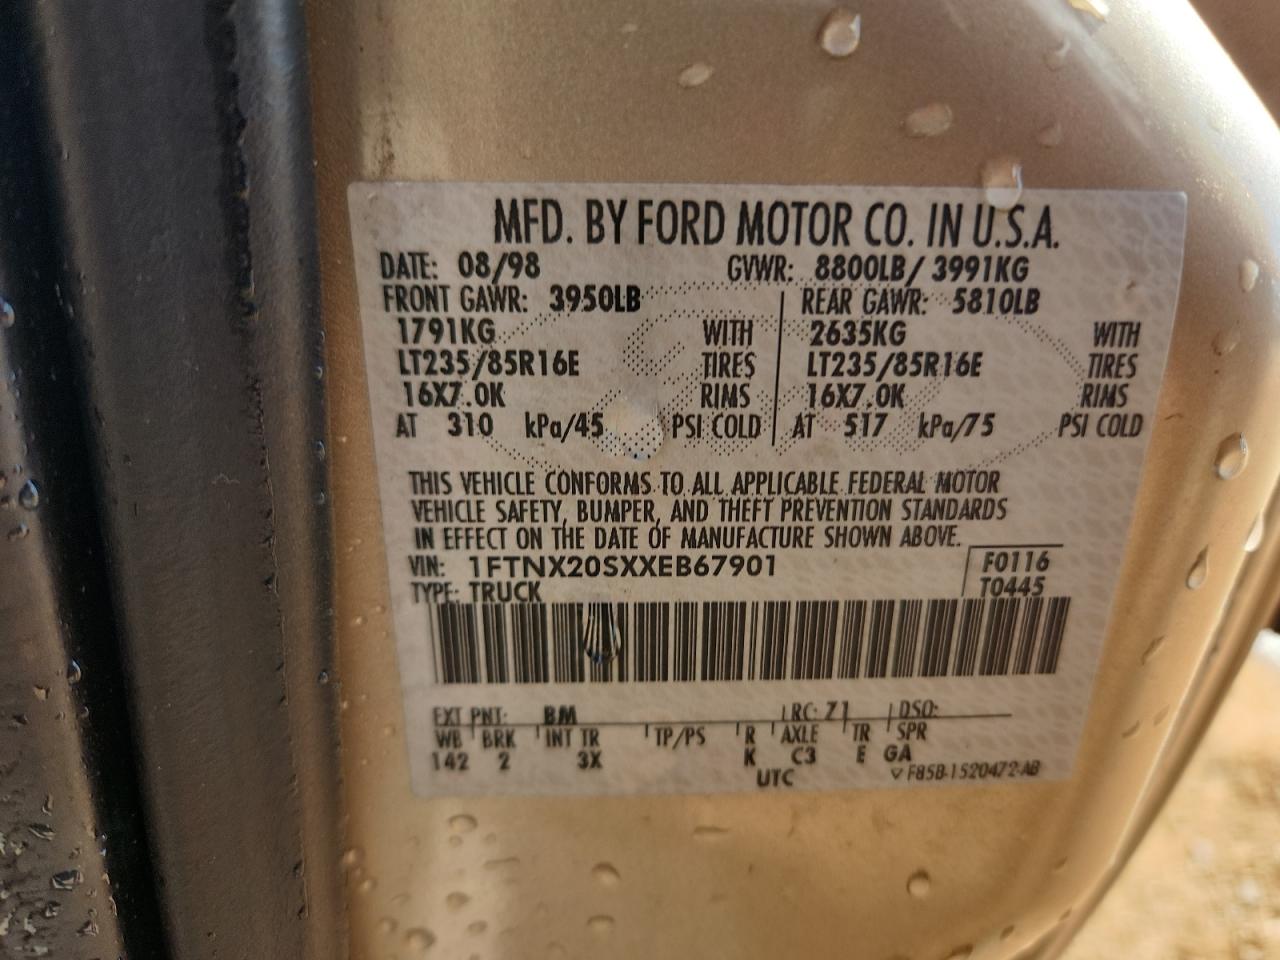 MFD. BY FORD MOTOR CO. IN U.S.A.
DATE: 08/98 GVWR: 8800LB/ 3991KG
FRONT GAWR: 3950LB REAR GAWR: 5810LB
1791KG WITH 2635KG WITH
LT235/85R16E TIRES LT235/85R16E TIRES
16X7.0K RIMS 16X7.0K RIMS
AT 310 kPa/45 PSI COLD AT 517 kPa/75 PSI COLD
THIS VEHICLE CONFORMS TO ALL APPLICABLE FEDERAL MOTOR
VEHICLE SAFETY, BUMPER, AND THEFT PREVENTION STANDARDS
IN EFFECT ON THE DATE OF MANUFACTURE SHOWN ABOVE.
VIN: 1FTNX20SXXEB67901 F0116
TYPE: TRUCK T0445
EXT PNT: BM RC: 71 DSO:
WB BRK INT TR TP/PS R AXLE TR SPR
142 2 3X K C3 E GA
UTC ▽ F85B-1520472-AB